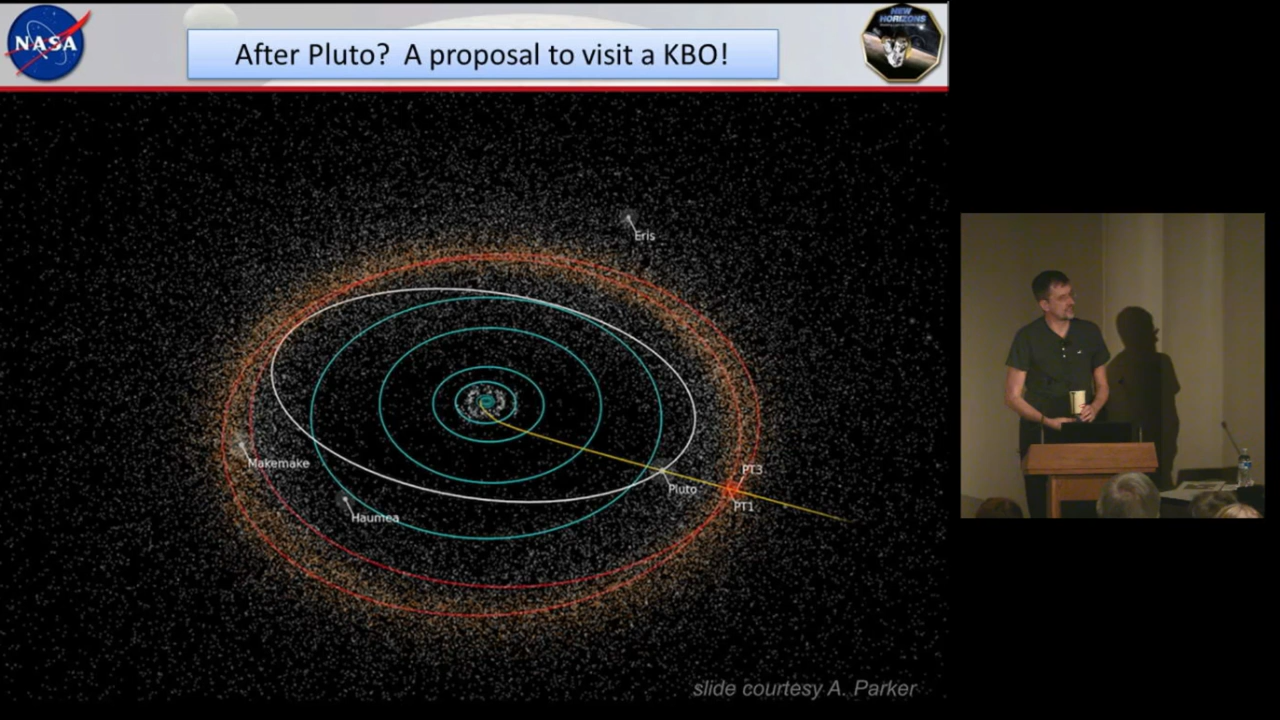 NASA
After Pluto? A proposal to visit a KBO!
NEW
HORIZONS
Eris
Makemake
Haumea
Pluto
PT3
PT1
slide courtesy A. Parker